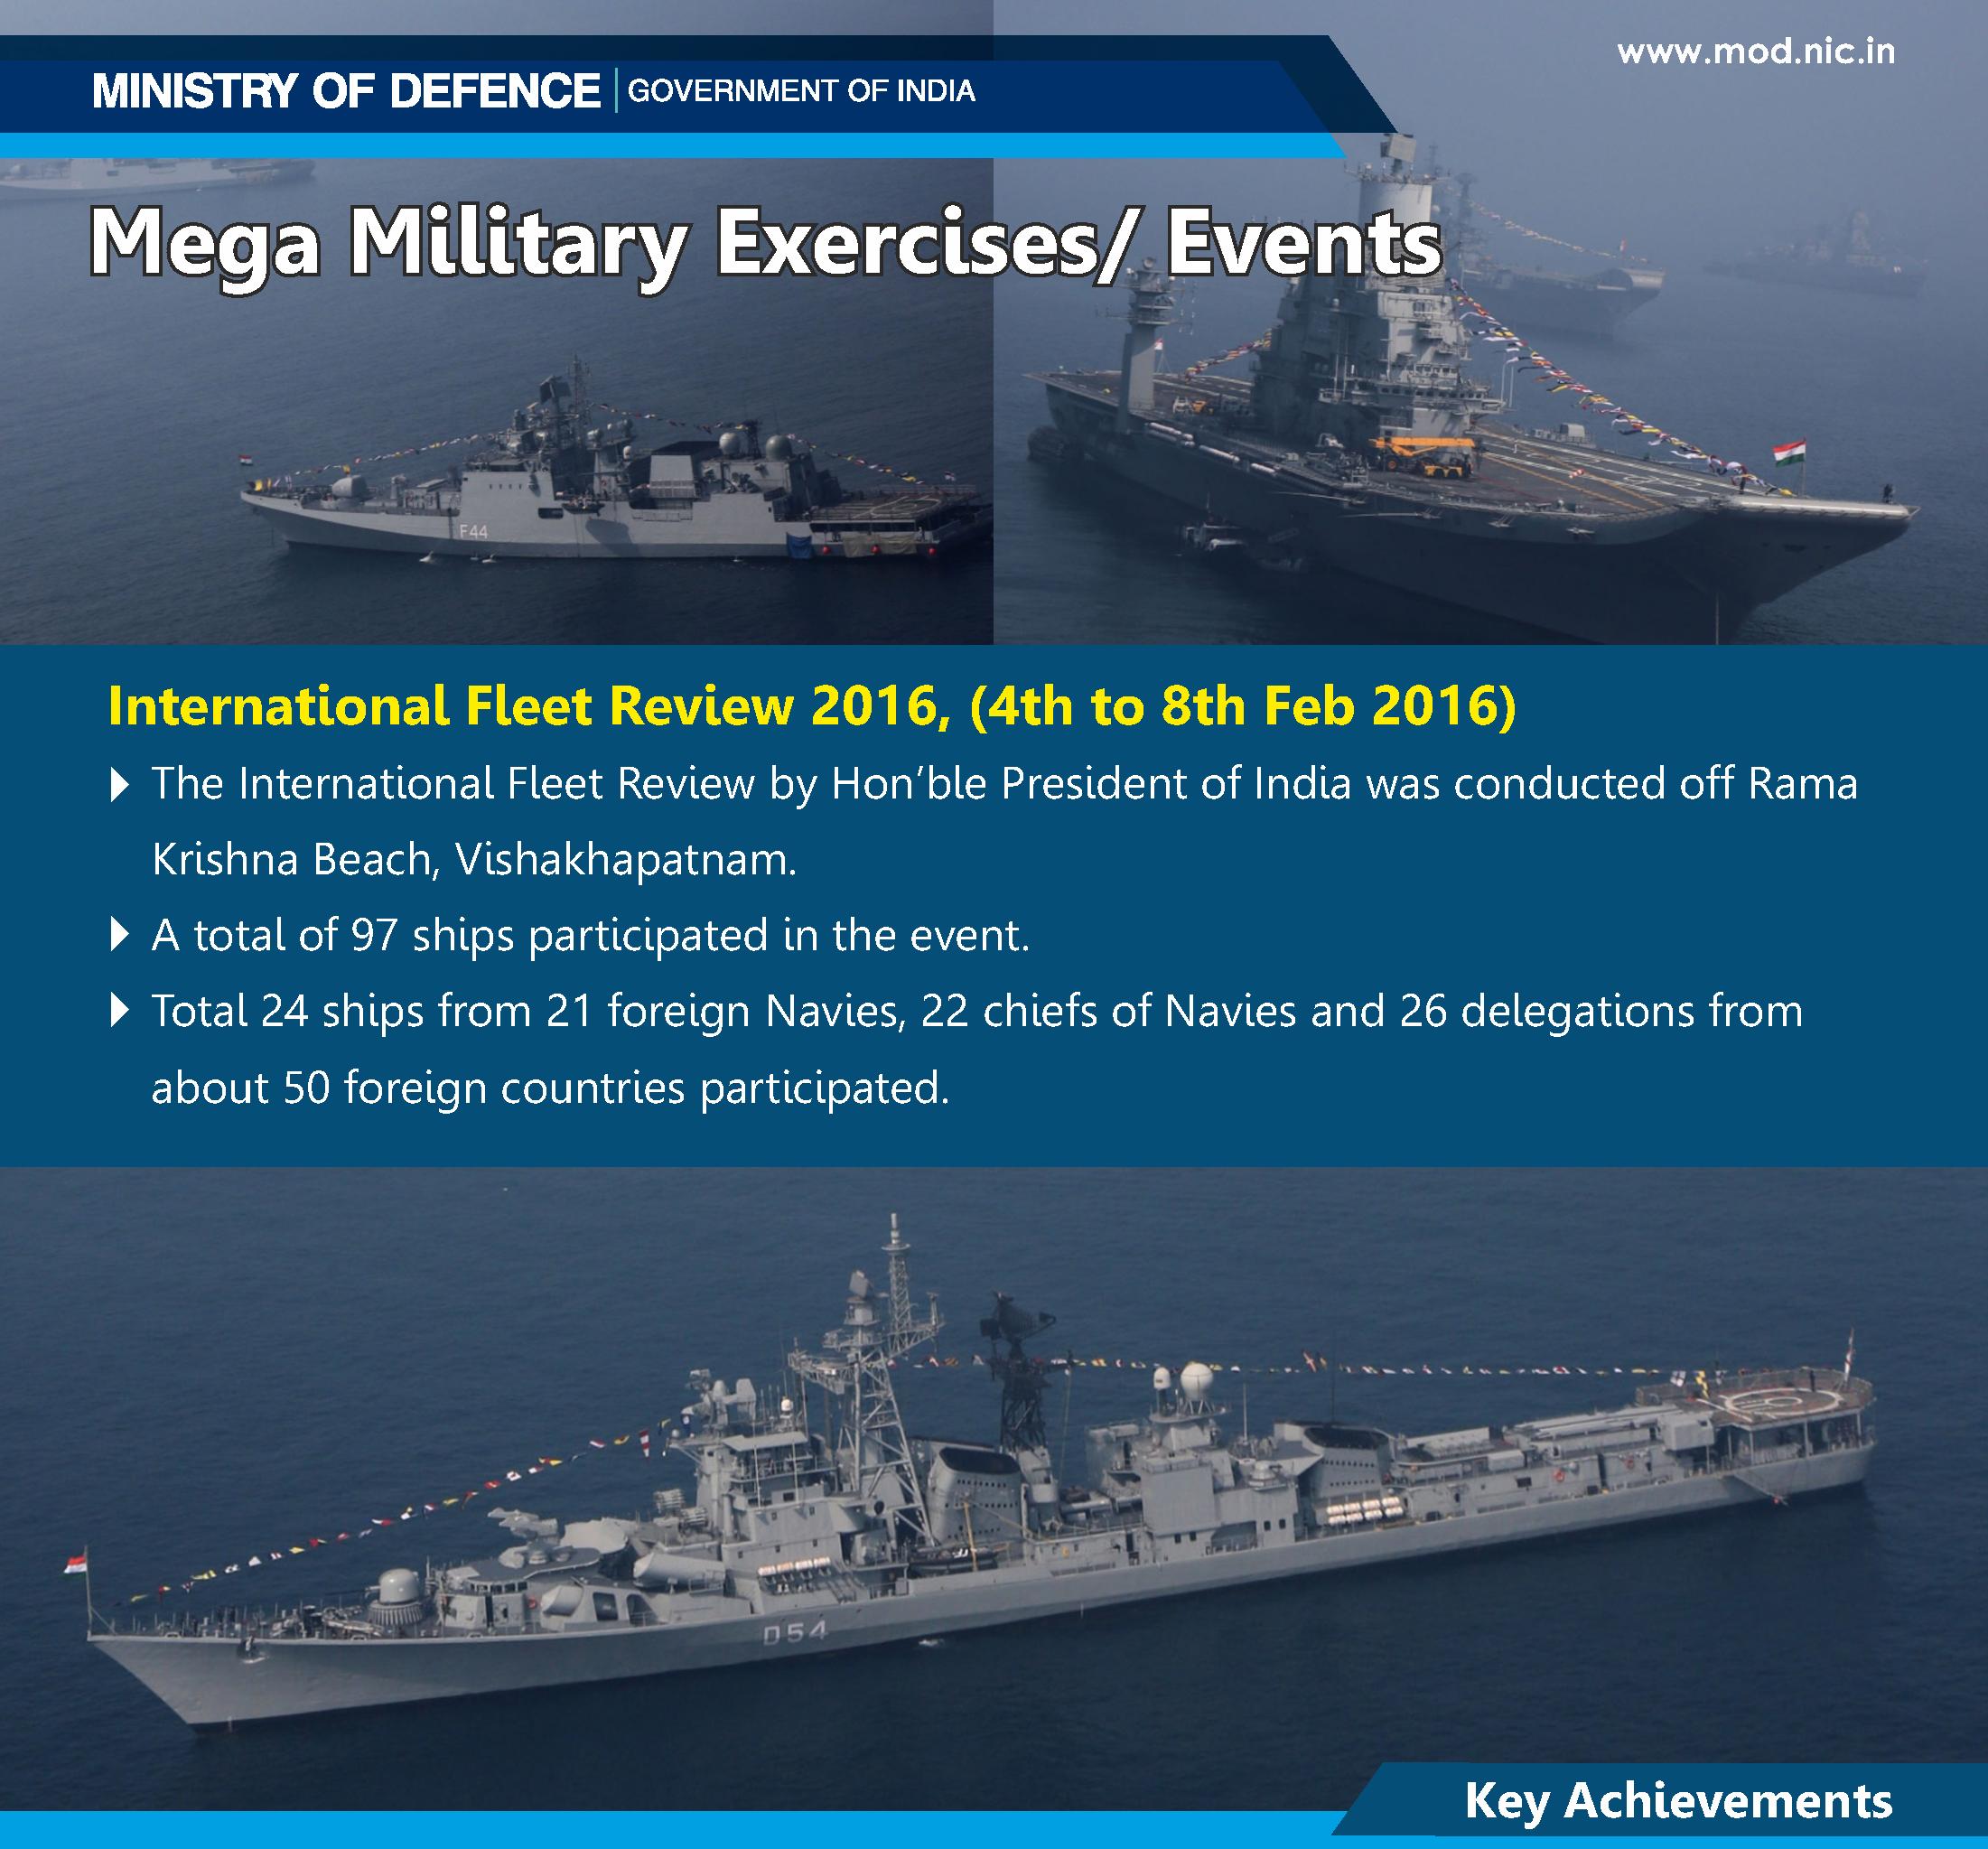 www.mod.nic.in
MINISTRY OF DEFENCE | GOVERNMENT OF INDIA
Mega Military Exercises/ Events
F44
International Fleet Review 2016, (4th to 8th Feb 2016)
The International Fleet Review by Hon’ble President of India was conducted off Rama
Krishna Beach, Vishakhapatnam.
A total of 97 ships participated in the event.
Total 24 ships from 21 foreign Navies, 22 chiefs of Navies and 26 delegations from
about 50 foreign countries participated.
D54
Key Achievements